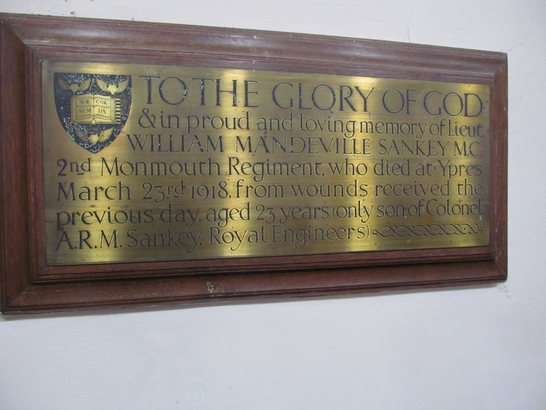 TO THE GLORY OF GOD
& in proud and loving memory of Lieut
WILLIAM MANDEVILLE SANKEY M.C.
2nd Monmouth Regiment, who died at Ypres
March 23rd 1918, from wounds received the
previous day, aged 23 years (only son of Colonel
A.R.M. Sankey, Royal Engineers)